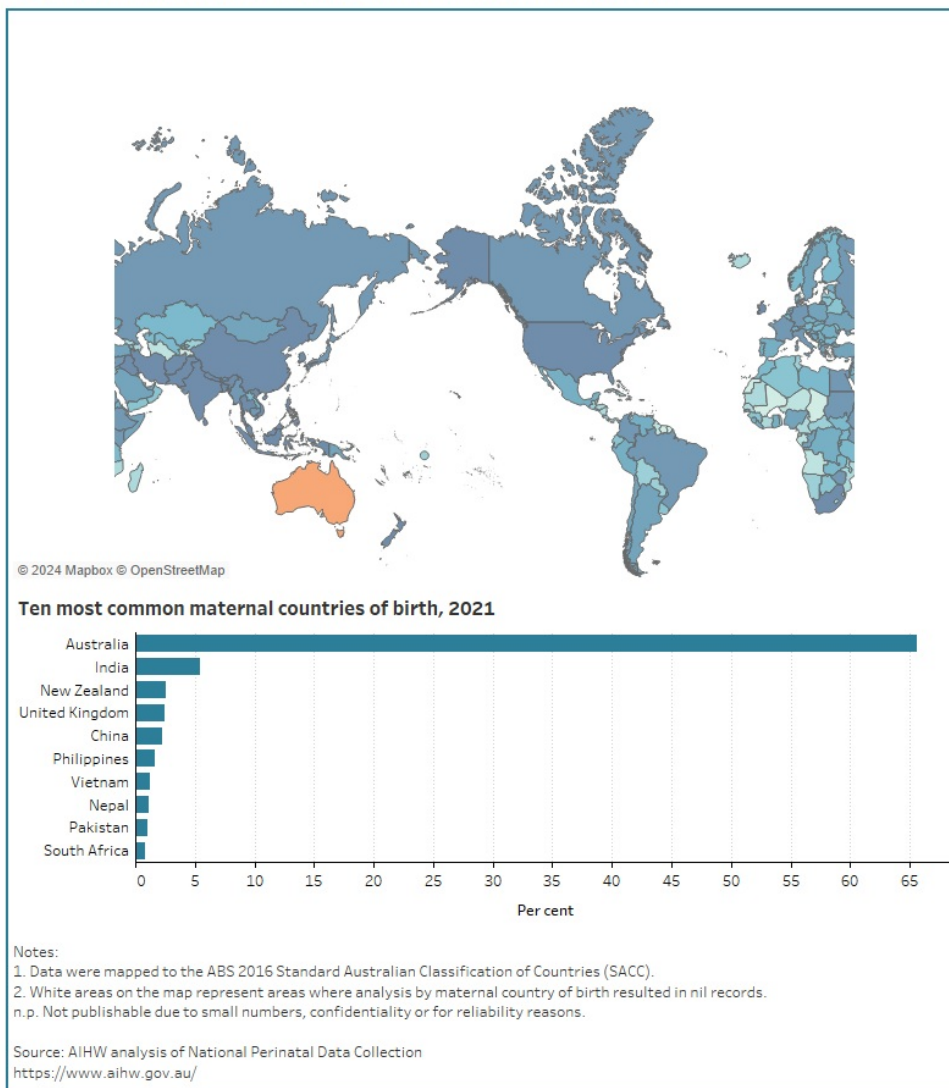 © 2024 Mapbox © OpenStreetMap
Ten most common maternal countries of birth, 2021
Australia
India
New Zealand
United Kingdom
China
Philippines
Vietnam
Nepal
Pakistan
South Africa
0 5 10 15 20 25 30 35 40 45 50 55 60 65
Per cent
Notes:
1. Data were mapped to the ABS 2016 Standard Australian Classification of Countries (SACC).
2. White areas on the map represent areas where analysis by maternal country of birth resulted in nil records.
n.p. Not publishable due to small numbers, confidentiality or for reliability reasons.
Source: AIHW analysis of National Perinatal Data Collection
https://www.aihw.gov.au/